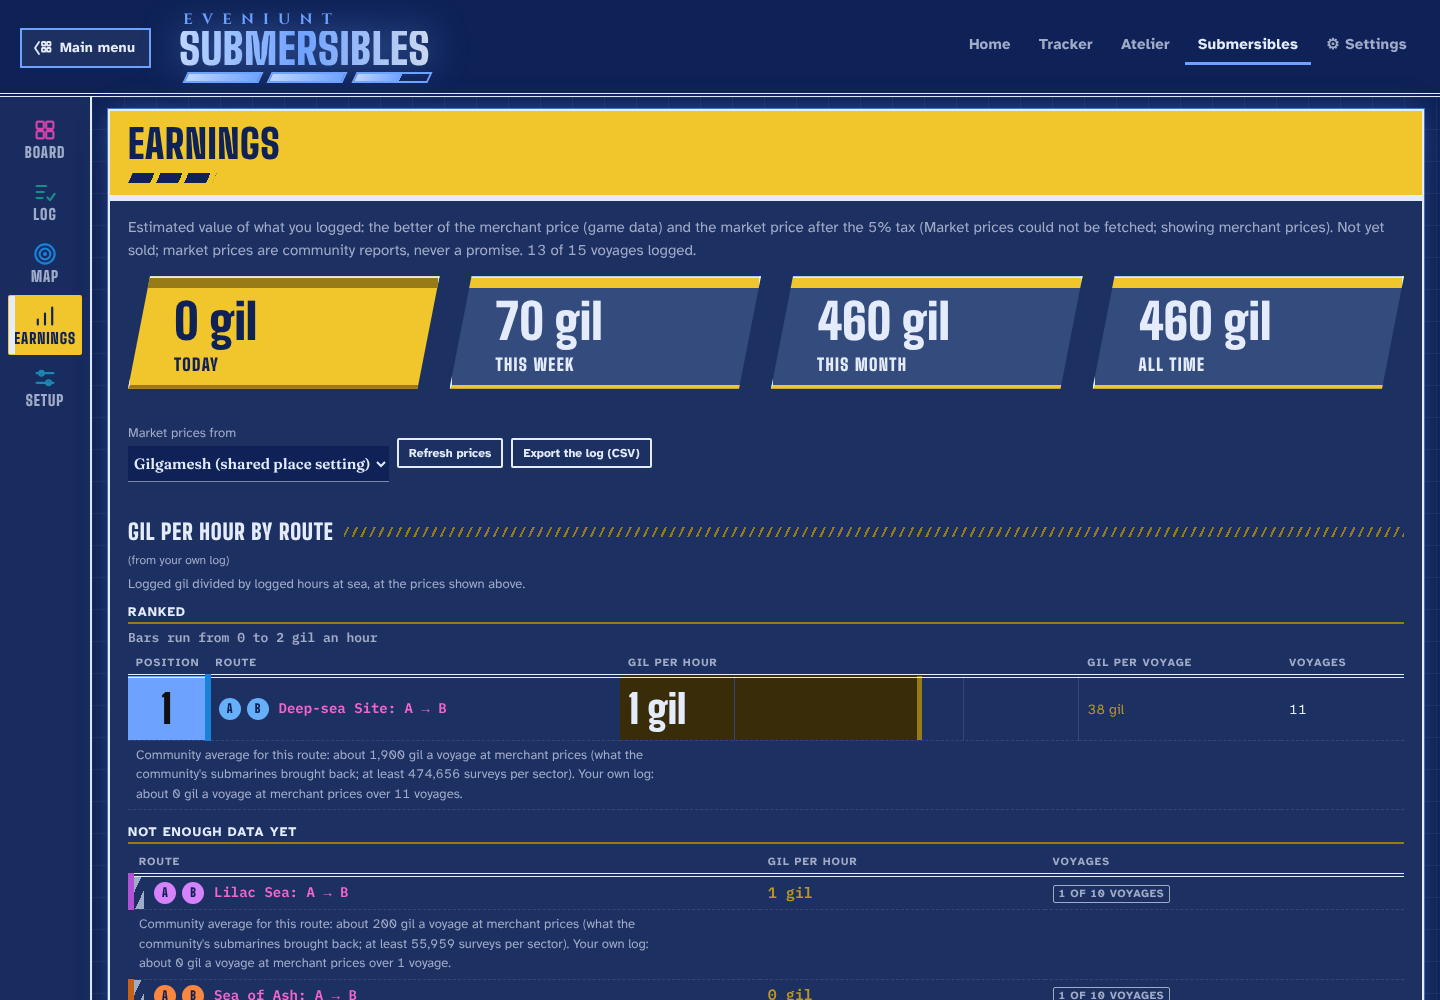 EVENIUNT
SUBMERSIBLES
Main menu
Home
Tracker
Atelier
Submersibles
⚙ Settings
BOARD
LOG
MAP
EARNINGS
SETUP
EARNINGS
Estimated value of what you logged: the better of the merchant price (game data) and the market price after the 5% tax (Market prices could not be fetched; showing merchant prices). Not yet
sold; market prices are community reports, never a promise. 13 of 15 voyages logged.
0 gil
TODAY
70 gil
THIS WEEK
460 gil
THIS MONTH
460 gil
ALL TIME
Market prices from
Gilgamesh (shared place setting)
Refresh prices
Export the log (CSV)
GIL PER HOUR BY ROUTE
(from your own log)
Logged gil divided by logged hours at sea, at the prices shown above.
RANKED
Bars run from 0 to 2 gil an hour
POSITION ROUTE GIL PER HOUR GIL PER VOYAGE VOYAGES
1 A B Deep-sea Site: A → B 1 gil 38 gil 11
Community average for this route: about 1,900 gil a voyage at merchant prices (what the
community's submarines brought back; at least 474,656 surveys per sector). Your own log:
about 0 gil a voyage at merchant prices over 11 voyages.
NOT ENOUGH DATA YET
ROUTE GIL PER HOUR VOYAGES
A B Lilac Sea: A → B 1 gil 1 OF 10 VOYAGES
Community average for this route: about 200 gil a voyage at merchant prices (what the
community's submarines brought back; at least 55,959 surveys per sector). Your own log:
about 0 gil a voyage at merchant prices over 1 voyage.
A B Sea of Ash: A → B 0 gil 1 OF 10 VOYAGES